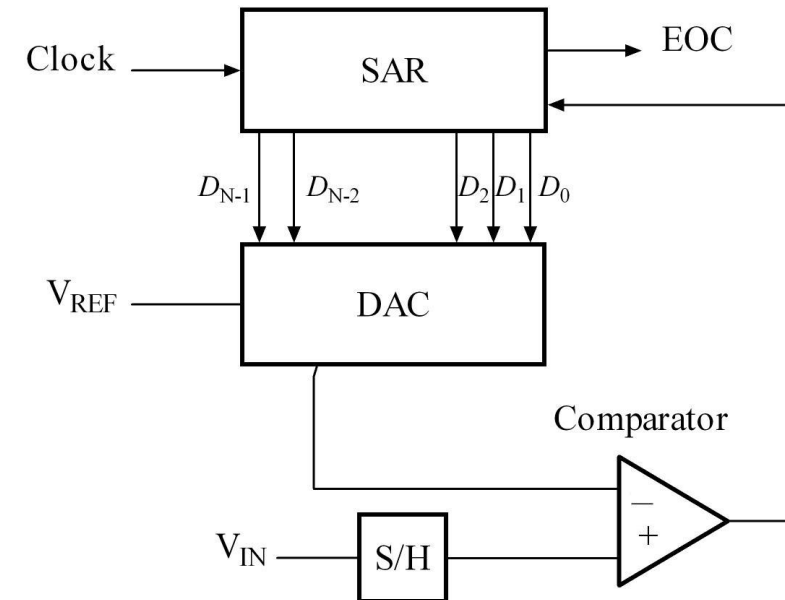 Clock
SAR
EOC
D_{N-1} D_{N-2} D_2 D_1 D_0
V_{REF}
DAC
Comparator
−
+
V_{IN}
S/H